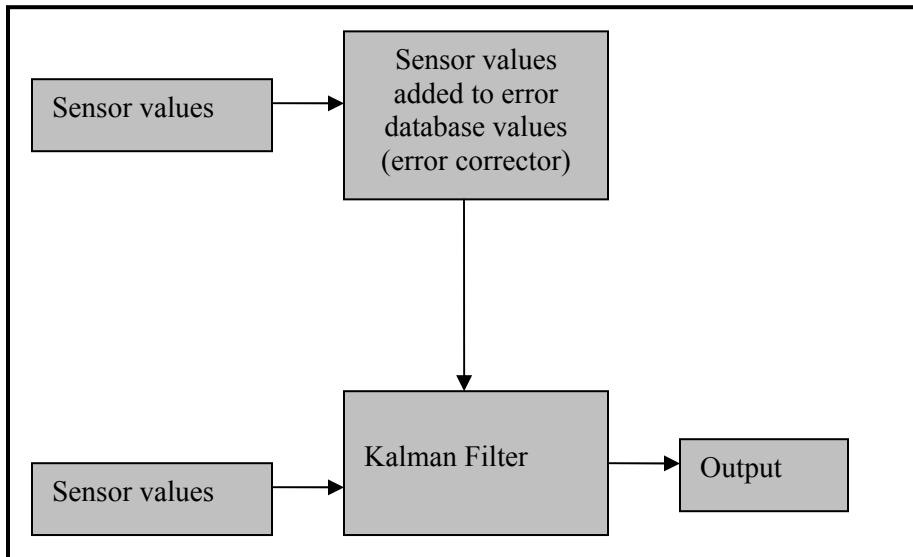 Sensor values
Sensor values
added to error
database values
(error corrector)
Kalman Filter
Sensor values
Output